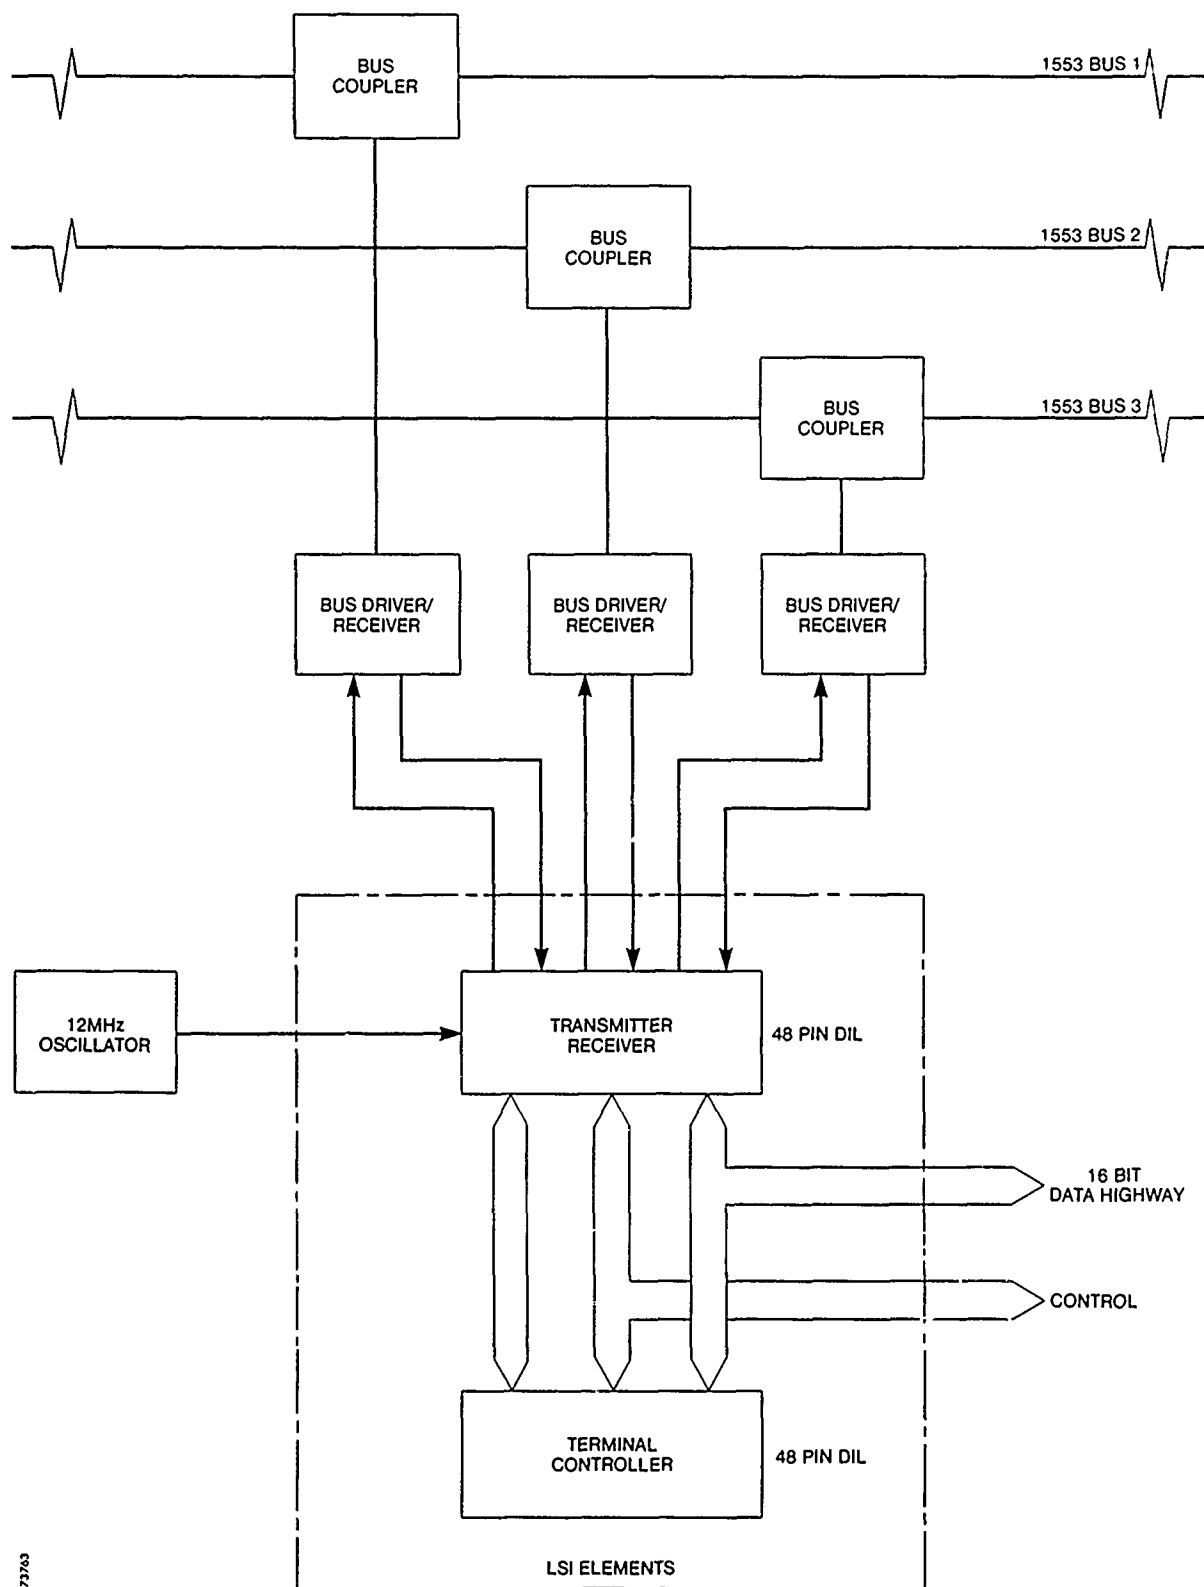 BUS
COUPLER
1553 BUS 1
BUS
COUPLER
1553 BUS 2
BUS
COUPLER
1553 BUS 3
BUS DRIVER/
RECEIVER
BUS DRIVER/
RECEIVER
BUS DRIVER/
RECEIVER
12MHz
OSCILLATOR
TRANSMITTER
RECEIVER
48 PIN DIL
16 BIT
DATA HIGHWAY
CONTROL
TERMINAL
CONTROLLER
48 PIN DIL
LSI ELEMENTS
73763